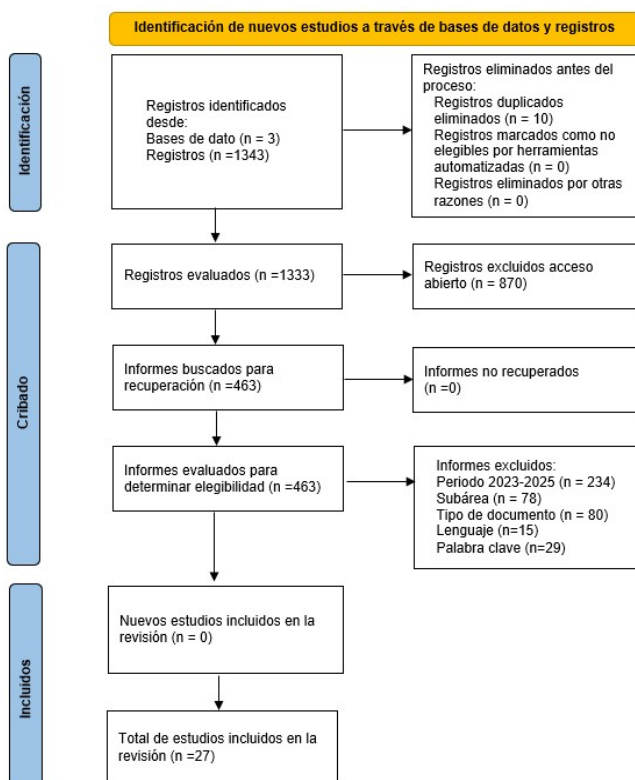 Identificación de nuevos estudios a través de bases de datos y registros
Identificación
Registros identificados
desde:
Bases de dato (n = 3)
Registros (n =1343)
Registros eliminados antes del
proceso:
Registros duplicados
eliminados (n = 10)
Registros marcados como no
elegibles por herramientas
automatizadas (n = 0)
Registros eliminados por otras
razones (n = 0)
Cribado
Registros evaluados (n =1333)
Registros excluidos acceso
abierto (n = 870)
Informes buscados para
recuperación (n =463)
Informes no recuperados
(n =0)
Informes evaluados para
determinar elegibilidad (n =463)
Informes excluidos:
Periodo 2023-2025 (n = 234)
Subárea (n = 78)
Tipo de documento (n = 80)
Lenguaje (n=15)
Palabra clave (n=29)
Incluidos
Nuevos estudios incluidos en la
revisión (n = 0)
Total de estudios incluidos en la
revisión (n =27)